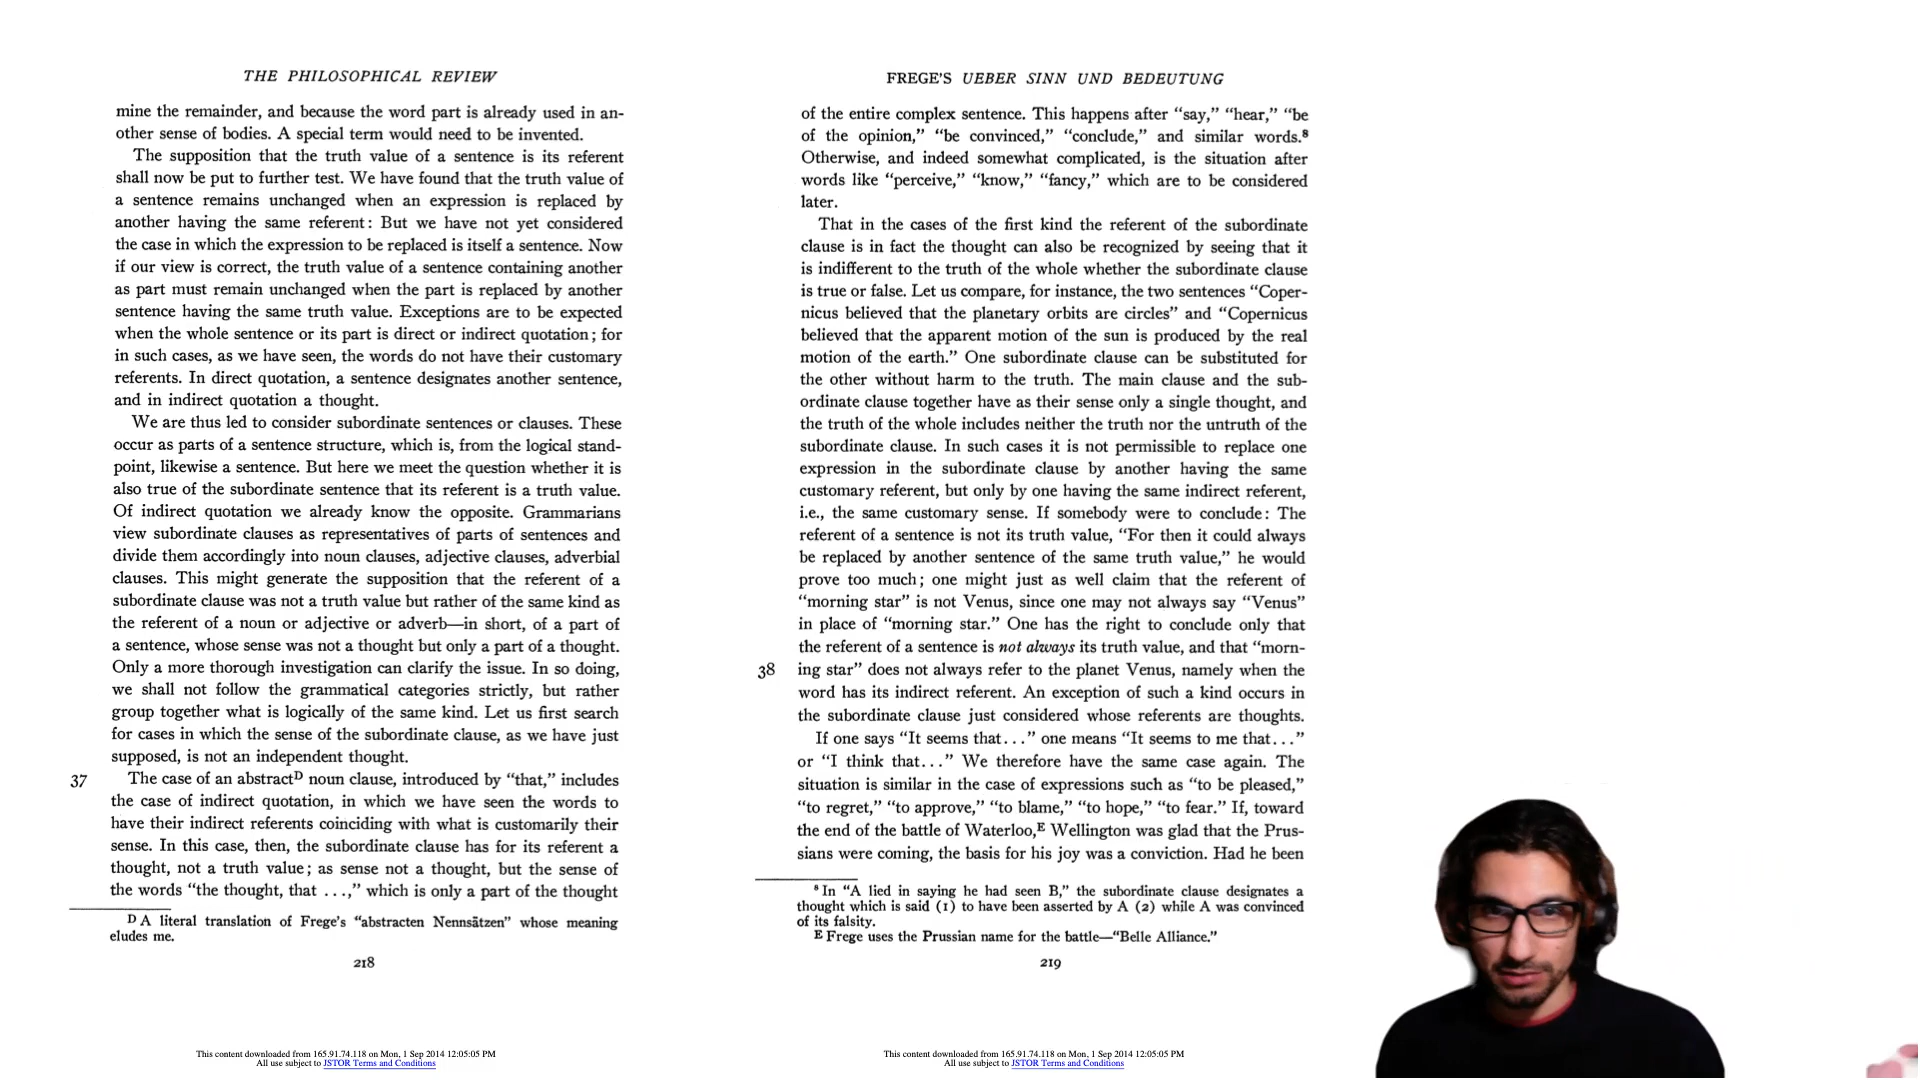 THE PHILOSOPHICAL REVIEW
mine the remainder, and because the word part is already used in an-
other sense of bodies. A special term would need to be invented.
The supposition that the truth value of a sentence is its referent
shall now be put to further test. We have found that the truth value of
a sentence remains unchanged when an expression is replaced by
another having the same referent: But we have not yet considered
the case in which the expression to be replaced is itself a sentence. Now
if our view is correct, the truth value of a sentence containing another
as part must remain unchanged when the part is replaced by another
sentence having the same truth value. Exceptions are to be expected
when the whole sentence or its part is direct or indirect quotation; for
in such cases, as we have seen, the words do not have their customary
referents. In direct quotation, a sentence designates another sentence,
and in indirect quotation a thought.
We are thus led to consider subordinate sentences or clauses. These
occur as parts of a sentence structure, which is, from the logical stand-
point, likewise a sentence. But here we meet the question whether it is
also true of the subordinate sentence that its referent is a truth value.
Of indirect quotation we already know the opposite. Grammarians
view subordinate clauses as representatives of parts of sentences and
divide them accordingly into noun clauses, adjective clauses, adverbial
clauses. This might generate the supposition that the referent of a
subordinate clause was not a truth value but rather of the same kind as
the referent of a noun or adjective or adverb—in short, of a part of
a sentence, whose sense was not a thought but only a part of a thought.
Only a more thorough investigation can clarify the issue. In so doing,
we shall not follow the grammatical categories strictly, but rather
group together what is logically of the same kind. Let us first search
for cases in which the sense of the subordinate clause, as we have just
supposed, is not an independent thought.
37 The case of an abstractᴰ noun clause, introduced by “that,” includes
the case of indirect quotation, in which we have seen the words to
have their indirect referents coinciding with what is customarily their
sense. In this case, then, the subordinate clause has for its referent a
thought, not a truth value; as sense not a thought, but the sense of
the words “the thought, that . . .,” which is only a part of the thought
ᴰ A literal translation of Frege’s “abstracten Nennsätzen” whose meaning
eludes me.
218
This content downloaded from 165.91.74.118 on Mon, 1 Sep 2014 12:05:05 PM
All use subject to JSTOR Terms and Conditions
FREGE’S UEBER SINN UND BEDEUTUNG
of the entire complex sentence. This happens after “say,” “hear,” “be
of the opinion,” “be convinced,” “conclude,” and similar words.⁸
Otherwise, and indeed somewhat complicated, is the situation after
words like “perceive,” “know,” “fancy,” which are to be considered
later.
That in the cases of the first kind the referent of the subordinate
clause is in fact the thought can also be recognized by seeing that it
is indifferent to the truth of the whole whether the subordinate clause
is true or false. Let us compare, for instance, the two sentences “Coper-
nicus believed that the planetary orbits are circles” and “Copernicus
believed that the apparent motion of the sun is produced by the real
motion of the earth.” One subordinate clause can be substituted for
the other without harm to the truth. The main clause and the sub-
ordinate clause together have as their sense only a single thought, and
the truth of the whole includes neither the truth nor the untruth of the
subordinate clause. In such cases it is not permissible to replace one
expression in the subordinate clause by another having the same
customary referent, but only by one having the same indirect referent,
i.e., the same customary sense. If somebody were to conclude: The
referent of a sentence is not its truth value, “For then it could always
be replaced by another sentence of the same truth value,” he would
prove too much; one might just as well claim that the referent of
“morning star” is not Venus, since one may not always say “Venus”
in place of “morning star.” One has the right to conclude only that
the referent of a sentence is not always its truth value, and that “morn-
38 ing star” does not always refer to the planet Venus, namely when the
word has its indirect referent. An exception of such a kind occurs in
the subordinate clause just considered whose referents are thoughts.
If one says “It seems that. . .” one means “It seems to me that. . .”
or “I think that. . .” We therefore have the same case again. The
situation is similar in the case of expressions such as “to be pleased,”
“to regret,” “to approve,” “to blame,” “to hope,” “to fear.” If, toward
the end of the battle of Waterloo,ᴱ Wellington was glad that the Prus-
sians were coming, the basis for his joy was a conviction. Had he been
⁸ In “A lied in saying he had seen B,” the subordinate clause designates a
thought which is said (1) to have been asserted by A (2) while A was convinced
of its falsity.
ᴱ Frege uses the Prussian name for the battle—“Belle Alliance.”
219
This content downloaded from 165.91.74.118 on Mon, 1 Sep 2014 12:05:05 PM
All use subject to JSTOR Terms and Conditions